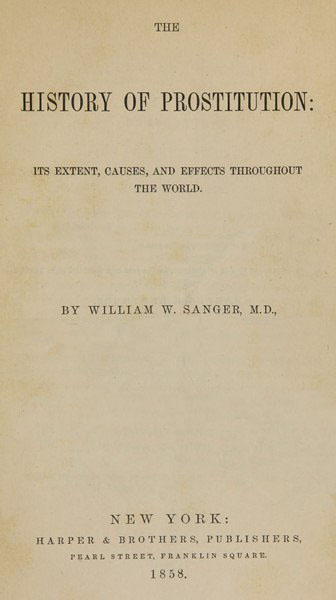 THE
HISTORY OF PROSTITUTION:
ITS EXTENT, CAUSES, AND EFFECTS THROUGHOUT
THE WORLD.
BY WILLIAM W. SANGER, M.D.,
NEW YORK:
HARPER & BROTHERS, PUBLISHERS,
PEARL STREET, FRANKLIN SQUARE.
1858.